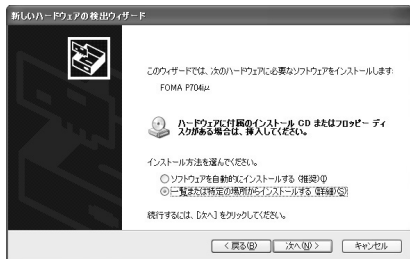 新しいハードウェアの検出ウィザード
このウィザードでは、次のハードウェアに必要なソフトウェアをインストールします:
FOMA P704iμ
ハードウェアに付属のインストール CD またはフロッピー ディ
スクがある場合は、挿入してください。
インストール方法を選んでください。
ソフトウェアを自動的にインストールする (推奨)(I)
一覧または特定の場所からインストールする (詳細)(S)
続行するには、[次へ] をクリックしてください。
< 戻る(B) 次へ(N) > キャンセル